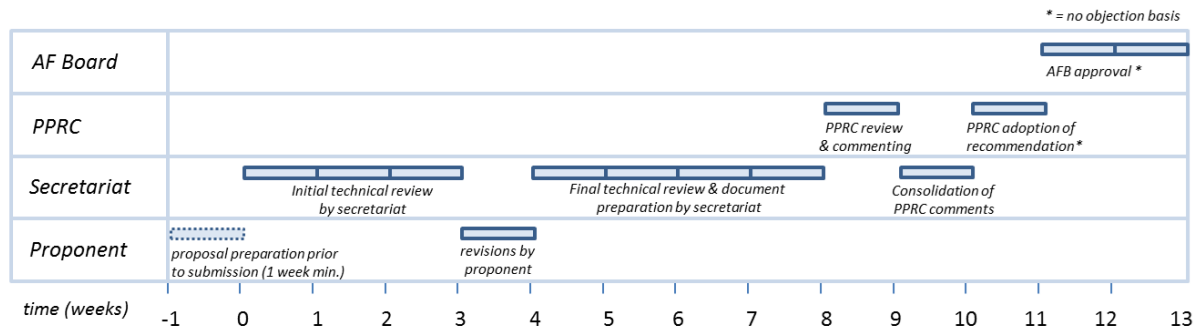 * = no objection basis
AF Board
AFB approval *
PPRC
PPRC review
& commenting
PPRC adoption of
recommendation*
Secretariat
Initial technical review
by secretariat
Final technical review & document
preparation by secretariat
Consolidation of
PPRC comments
Proponent
proposal preparation prior
to submission (1 week min.)
revisions by
proponent
time (weeks)
-1 0 1 2 3 4 5 6 7 8 9 10 11 12 13